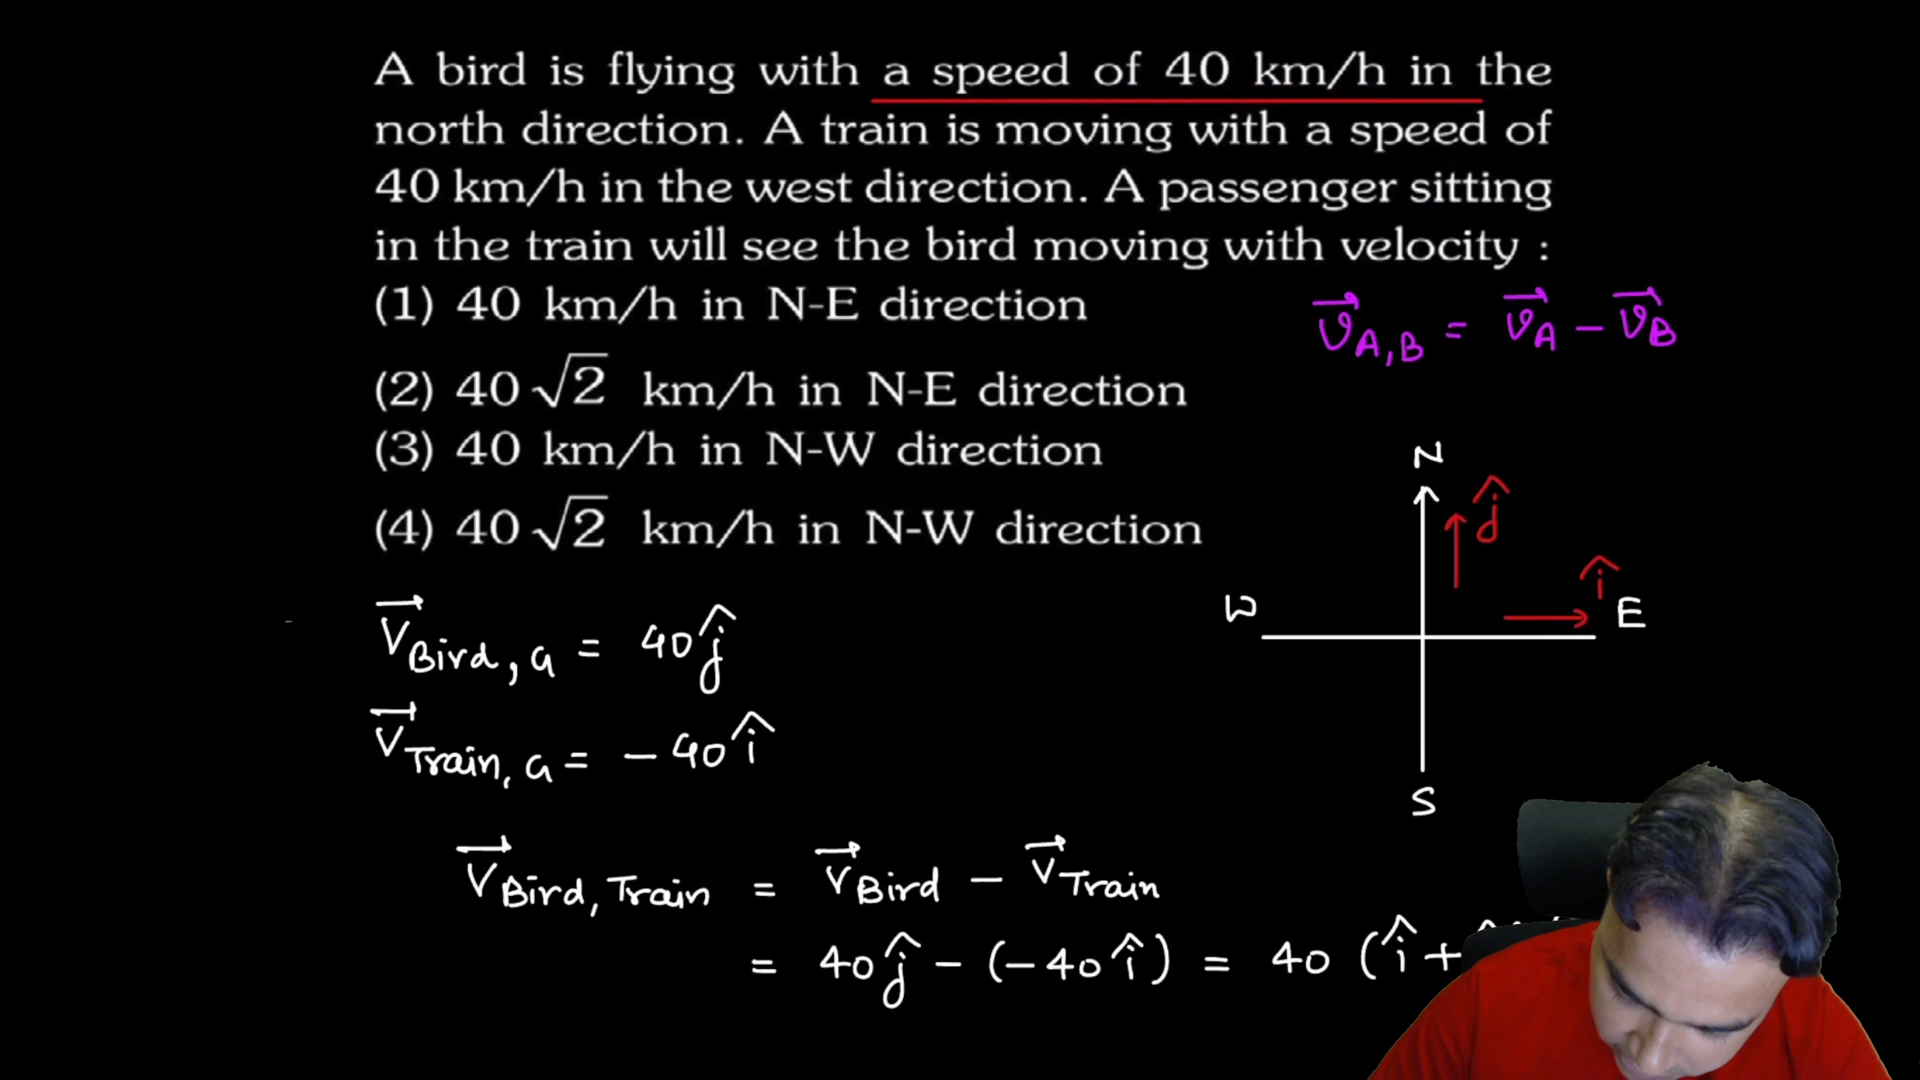 A bird is flying with a speed of 40 km/h in the
north direction. A train is moving with a speed of
40 km/h in the west direction. A passenger sitting
in the train will see the bird moving with velocity :
(1) 40 km/h in N-E direction
(2) 40√2 km/h in N-E direction
(3) 40 km/h in N-W direction
(4) 40√2 km/h in N-W direction
v⃗A,B = v⃗A − v⃗B
N
ĵ
î
W
E
S
V⃗Bird, G = 40ĵ
V⃗Train, G = − 40î
V⃗Bird, Train = V⃗Bird − V⃗Train
= 40ĵ − (− 40î) = 40 (î +